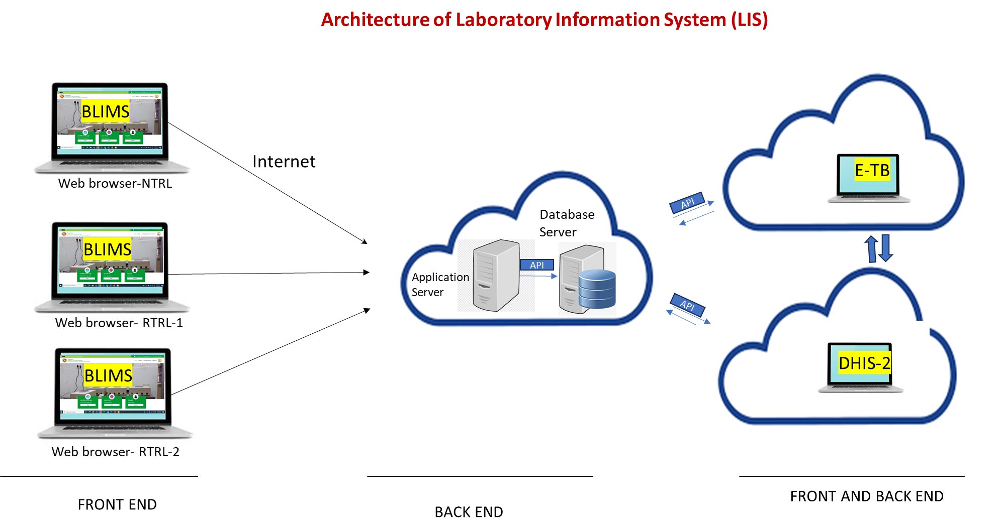 Architecture of Laboratory Information System (LIS)
BLIMS
Web browser-NTRL
Internet
BLIMS
Web browser- RTRL-1
BLIMS
Web browser- RTRL-2
Database
Server
Application
Server
API
API
API
E-TB
DHIS-2
FRONT END
BACK END
FRONT AND BACK END